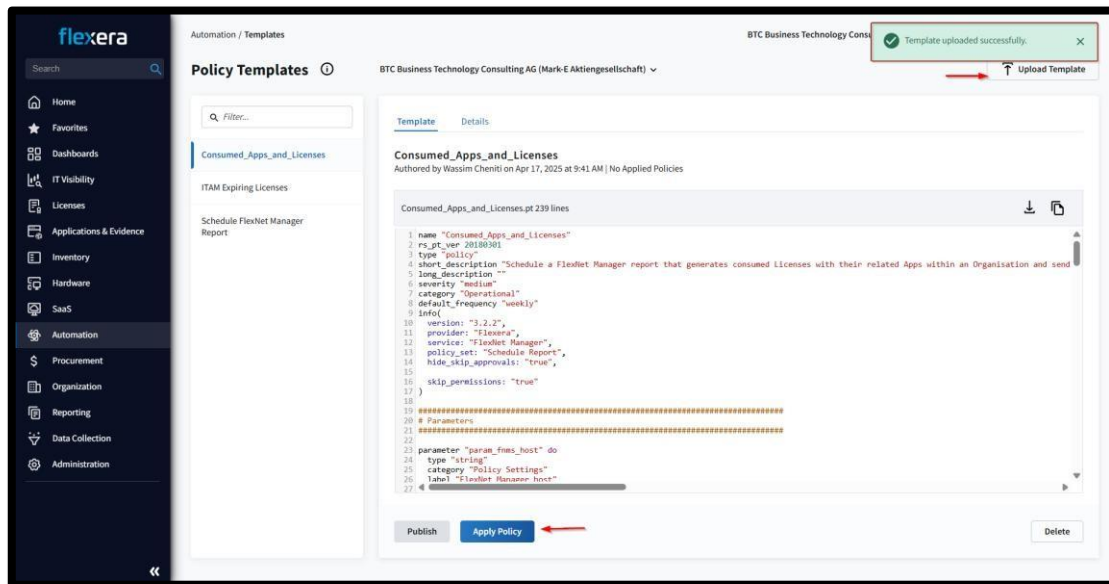 flexera
Search
Home
Favorites
Dashboards
IT Visibility
Licenses
Applications & Evidence
Inventory
Hardware
SaaS
Automation
Procurement
Organization
Reporting
Data Collection
Administration
«
Automation / Templates
BTC Business Technology Consu
Template uploaded successfully.
Policy Templates
BTC Business Technology Consulting AG (Mark-E Aktiengesellschaft)
Upload Template
Filter...
Consumed_Apps_and_Licenses
ITAM Expiring Licenses
Schedule FlexNet Manager
Report
Template Details
Consumed_Apps_and_Licenses
Authored by Wassim Cheniti on Apr 17, 2025 at 9:41 AM | No Applied Policies
Consumed_Apps_and_Licenses.pt 239 lines
1 name "Consumed_Apps_and_Licenses"
2 rs_pt_ver 20180301
3 type "policy"
4 short_description "Schedule a FlexNet Manager report that generates consumed Licenses with their related Apps within an Organisation and send
5 long_description ""
6 severity "medium"
7 category "Operational"
8 default_frequency "weekly"
9 info(
10 version: "3.2.2",
11 provider: "Flexera",
12 service: "FlexNet Manager",
13 policy_set: "Schedule Report",
14 hide_skip_approvals: "true",
15
16 skip_permissions: "true"
17 )
18
19 ###############################################################################
20 # Parameters
21 ###############################################################################
22
23 parameter "param_fnms_host" do
24 type "string"
25 category "Policy Settings"
26 label "FlexNet Manager host"
27
Publish
Apply Policy
Delete